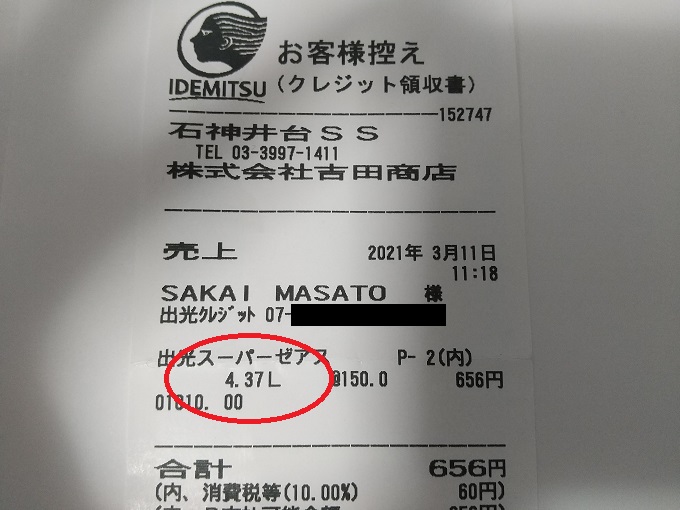 IDEMITSU
お客様控え
(クレジット領収書)
152747
石神井台SS
TEL 03-3997-1411
株式会社吉田商店
売上 2021年 3月11日
11:18
SAKAI MASATO 様
出光クレジット 07-
出光スーパーゼアス P- 2(内)
4.37L @150.0 656円
01010. 00
合計 656円
(内、消費税等(10.00%) 60円)